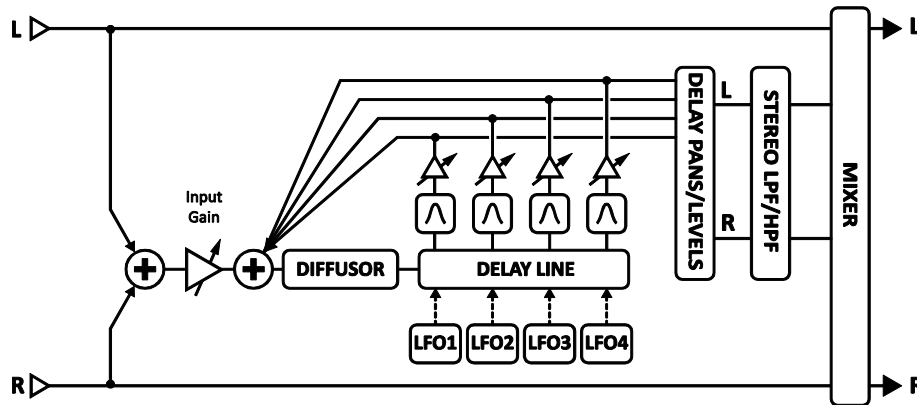 L
L
Input
Gain
DELAY PANS/LEVELS
L
R
STEREO LPF/HPF
MIXER
DIFFUSOR
DELAY LINE
LFO1
LFO2
LFO3
LFO4
R
R